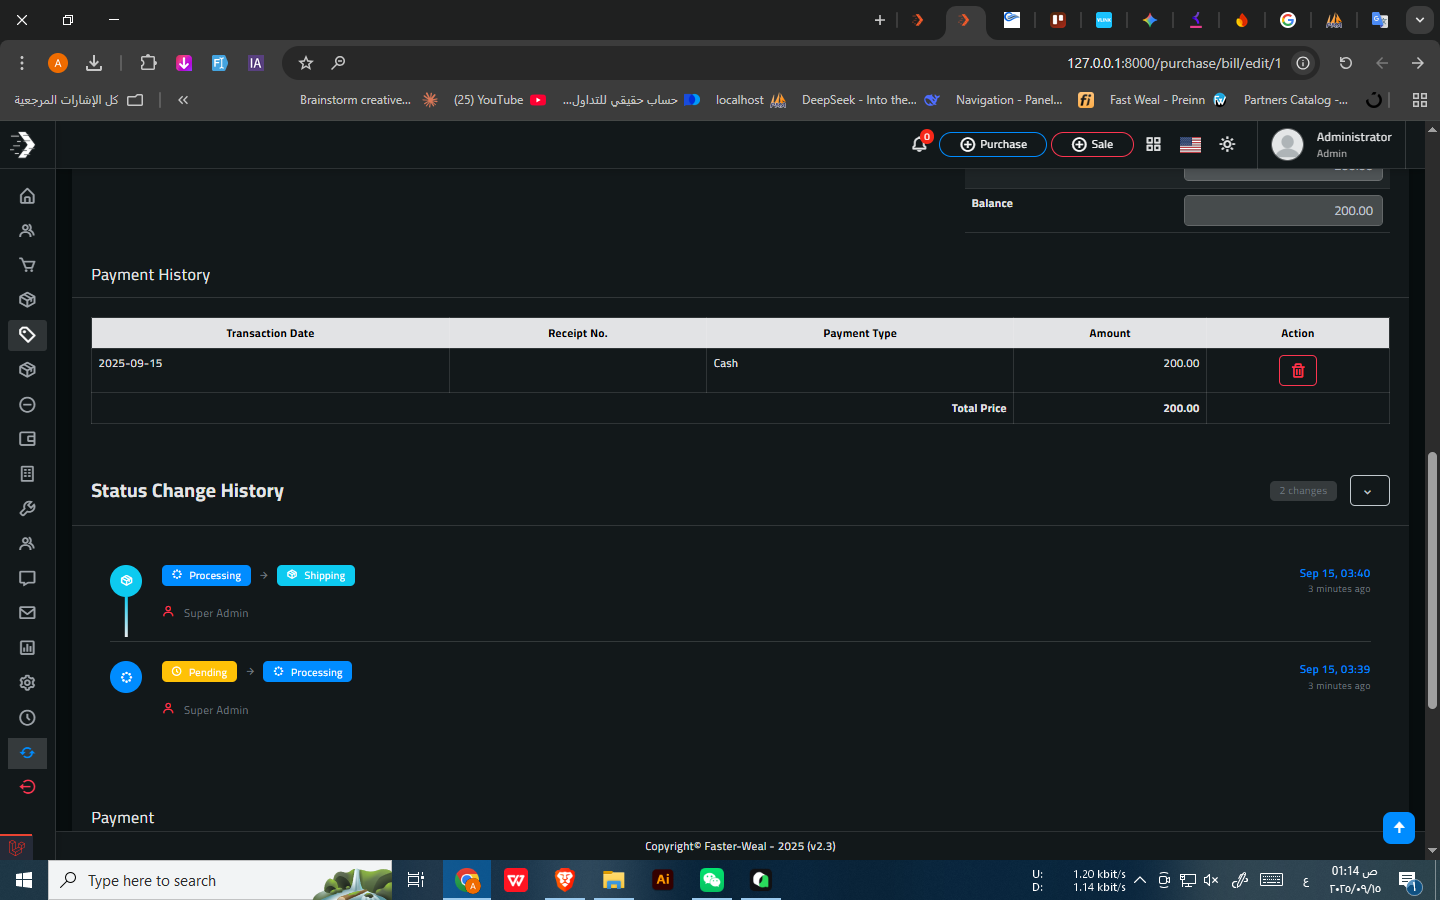 A
127.0.0.1:8000/purchase/bill/edit/1
كل الإشارات المرجعية
Brainstorm creative...
(25) YouTube
حساب حقيقي للتداول...
localhost
DeepSeek - Into the...
Navigation - Panel...
Fast Weal - Preinn
Partners Catalog -...
0
Purchase
Sale
Administrator
Admin
Balance
200.00
Payment History
Transaction Date Receipt No. Payment Type Amount Action
2025-09-15 Cash 200.00
Total Price 200.00
Status Change History
2 changes
Processing → Shipping
Sep 15, 03:40
Super Admin
3 minutes ago
Pending → Processing
Sep 15, 03:39
Super Admin
3 minutes ago
Payment
Copyright© Faster-Weal - 2025 (v2.3)
Type here to search
U: 1.20 kbit/s
D: 1.14 kbit/s
ع
01:14 ص
٢٠٢٥/٠٩/١٥